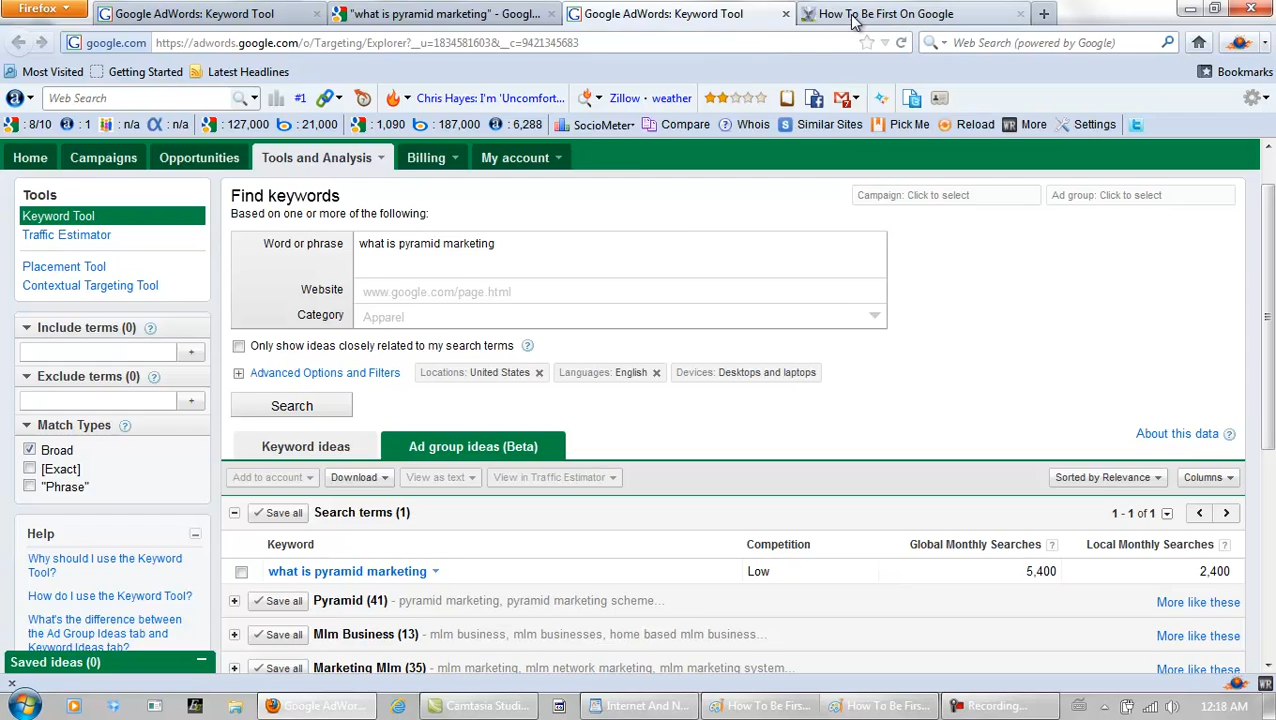 Firefox
Google AdWords: Keyword Tool
"what is pyramid marketing" - Googl...
Google AdWords: Keyword Tool
How To Be First On Google
google.com
https://adwords.google.com/o/Targeting/Explorer?__u=1834581603&__c=9421345683
Web Search (powered by Google)
Most Visited
Getting Started
Latest Headlines
Bookmarks
Web Search
#1
Chris Hayes: I'm 'Uncomfort...
Zillow
weather
: 8/10
: 1
: n/a
: n/a
: 127,000
: 21,000
: 1,090
: 187,000
: 6,288
SocioMeter
Compare
Whois
Similar Sites
Pick Me
Reload
WR More
Settings
Home
Campaigns
Opportunities
Tools and Analysis
Billing
My account
Tools
Keyword Tool
Traffic Estimator
Placement Tool
Contextual Targeting Tool
Include terms (0)
Exclude terms (0)
Match Types
Broad
[Exact]
"Phrase"
Help
Why should I use the Keyword
Tool?
How do I use the Keyword Tool?
What's the difference between
the Ad Group Ideas tab and
Keyword Ideas tab?
Saved ideas (0)
Find keywords
Campaign: Click to select
Ad group: Click to select
Based on one or more of the following:
Word or phrase
what is pyramid marketing
Website
www.google.com/page.html
Category
Apparel
Only show ideas closely related to my search terms
Advanced Options and Filters
Locations: United States
Languages: English
Devices: Desktops and laptops
Search
About this data
Keyword ideas
Ad group ideas (Beta)
Add to account
Download
View as text
View in Traffic Estimator
Sorted by Relevance
Columns
Save all
Search terms (1)
1 - 1 of 1
Keyword
Competition
Global Monthly Searches
Local Monthly Searches
what is pyramid marketing
Low
5,400
2,400
Save all
Pyramid (41) - pyramid marketing, pyramid marketing scheme...
More like these
Save all
Mlm Business (13) - mlm business, mlm businesses, home based mlm business...
More like these
Save all
Marketing Mlm (35) - mlm marketing, mlm network marketing, mlm marketing system...
More like these
WR
Google AdWor...
Camtasia Studi...
Internet And N...
How To Be Firs...
How To Be Firs...
Recording...
12:18 AM